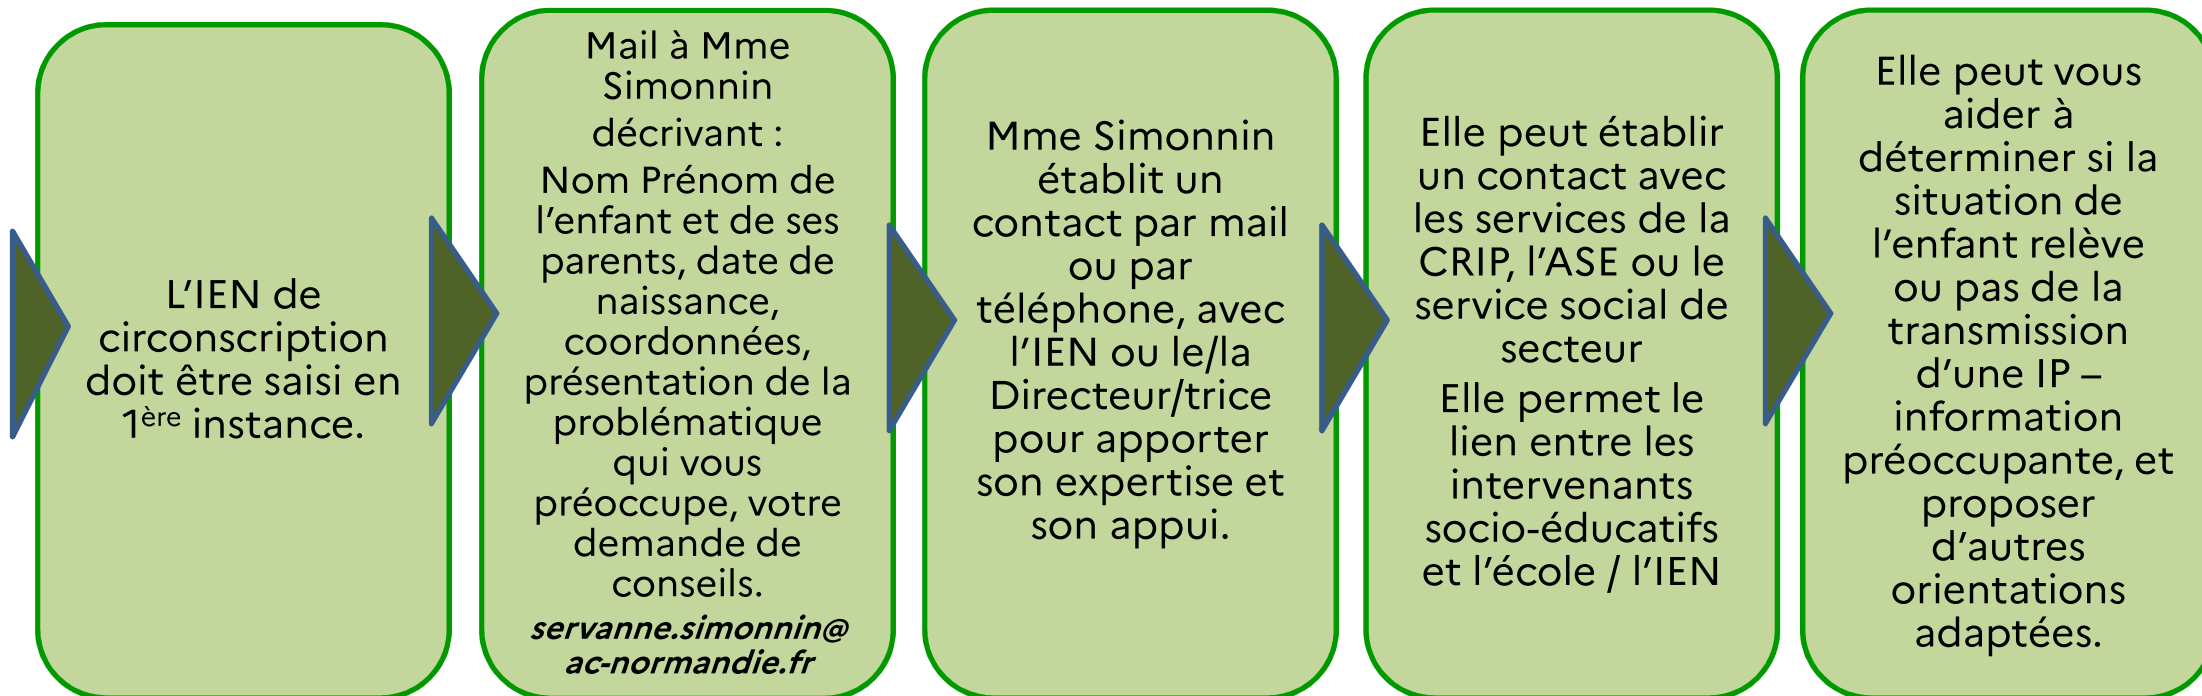 L'IEN de
circonscription
doit être saisi en
1ère instance.
Mail à Mme
Simonnin
décrivant :
Nom Prénom de
l'enfant et de ses
parents, date de
naissance,
coordonnées,
présentation de la
problématique
qui vous
préoccupe, votre
demande de
conseils.
servanne.simonnin@
ac-normandie.fr
Mme Simonnin
établit un
contact par mail
ou par
téléphone, avec
l'IEN ou le/la
Directeur/trice
pour apporter
son expertise et
son appui.
Elle peut établir
un contact avec
les services de la
CRIP, l'ASE ou le
service social de
secteur
Elle permet le
lien entre les
intervenants
socio-éducatifs
et l'école / l'IEN
Elle peut vous
aider à
déterminer si la
situation de
l'enfant relève
ou pas de la
transmission
d'une IP –
information
préoccupante, et
proposer
d'autres
orientations
adaptées.